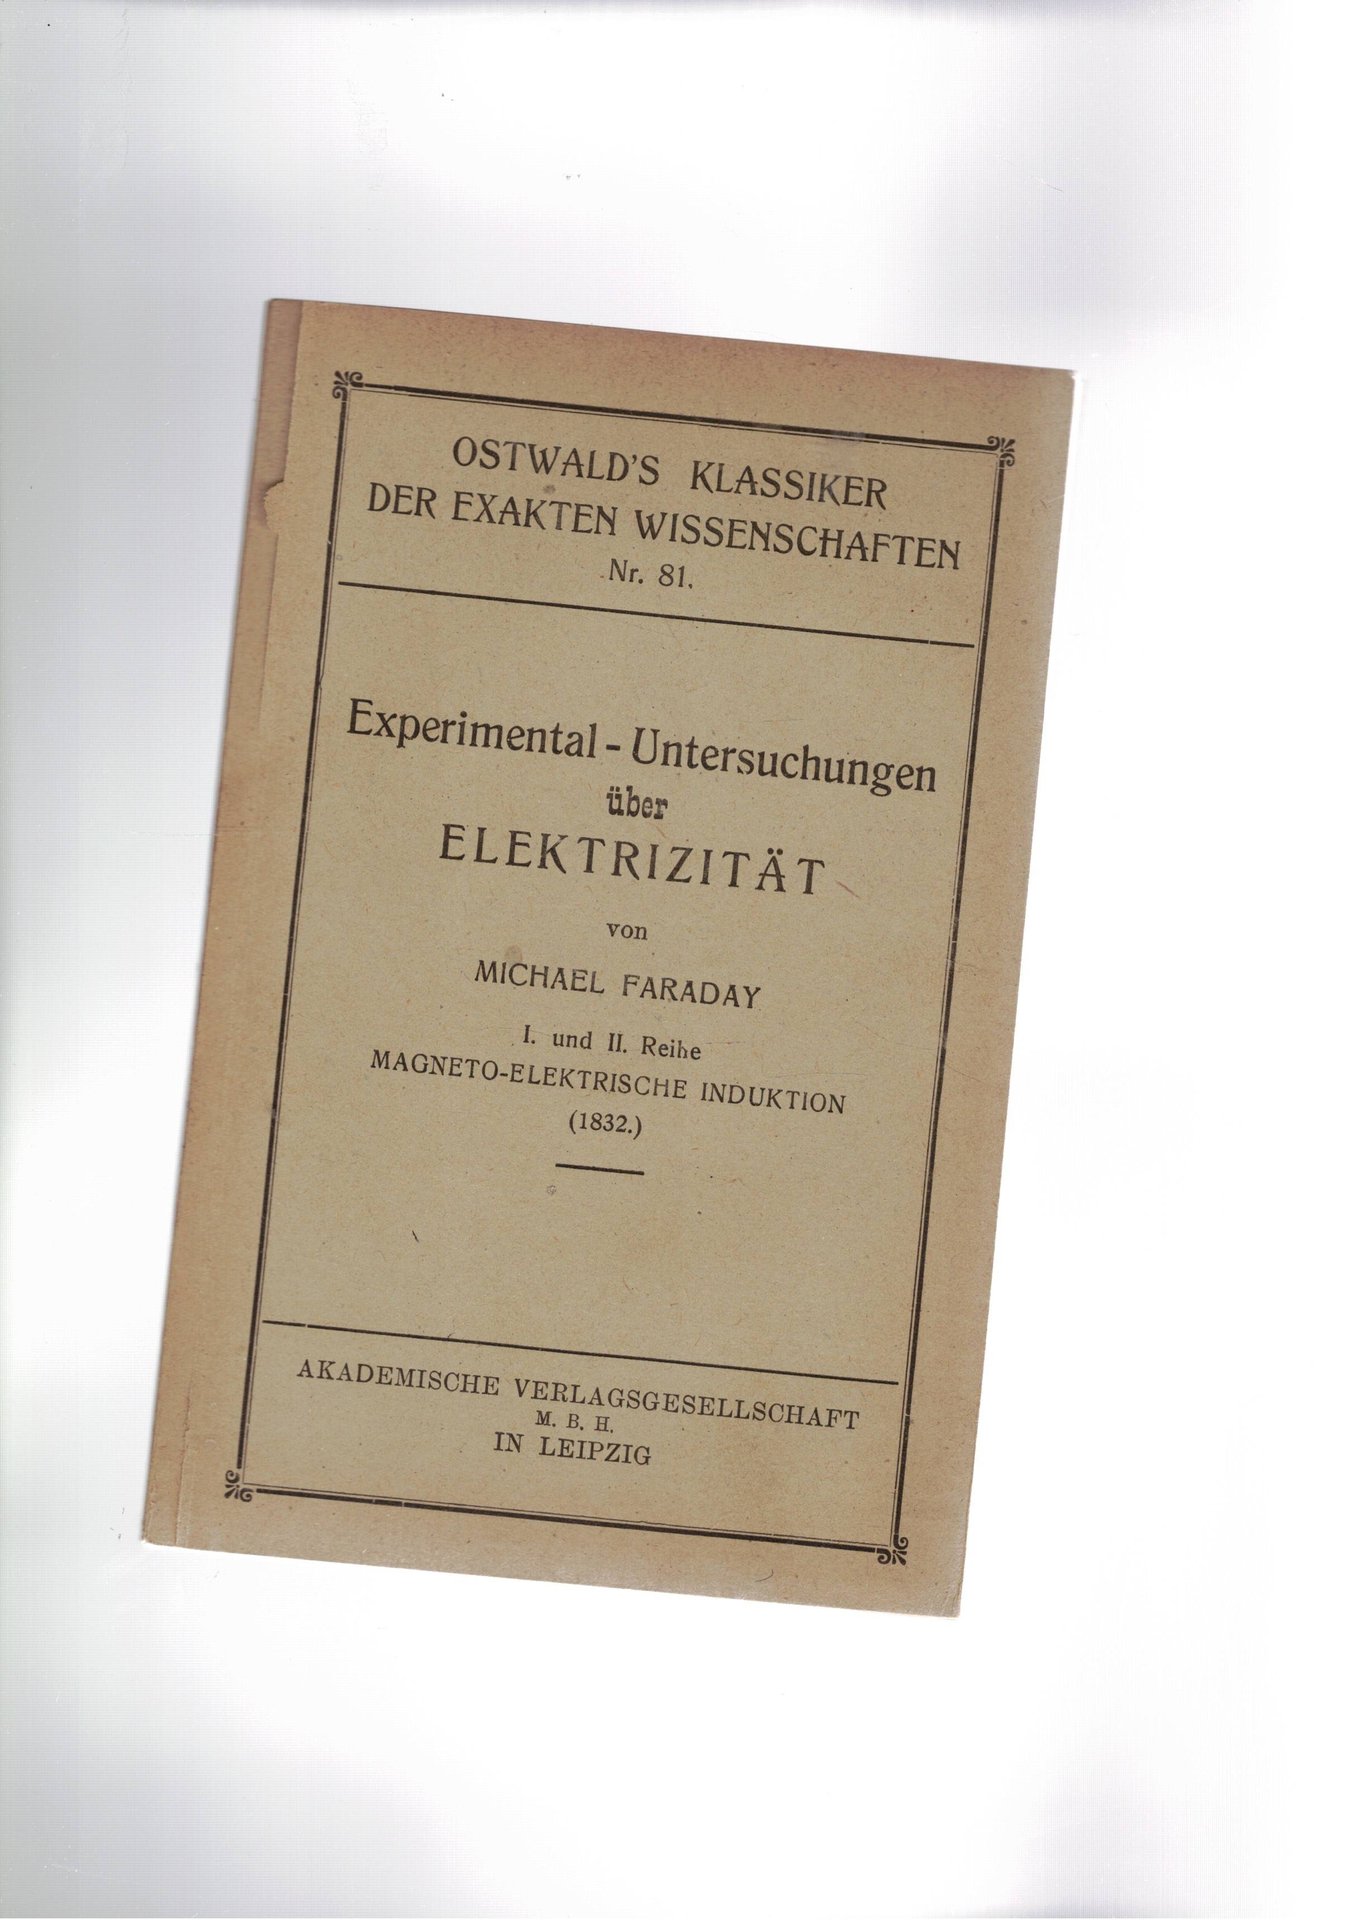 OSTWALD'S KLASSIKER
DER EXAKTEN WISSENSCHAFTEN
Nr. 81.
Experimental-Untersuchungen
über
ELEKTRIZITÄT
von
MICHAEL FARADAY
I. und II. Reihe
MAGNETO-ELEKTRISCHE INDUKTION
(1832.)
AKADEMISCHE VERLAGSGESELLSCHAFT
M. B. H.
IN LEIPZIG